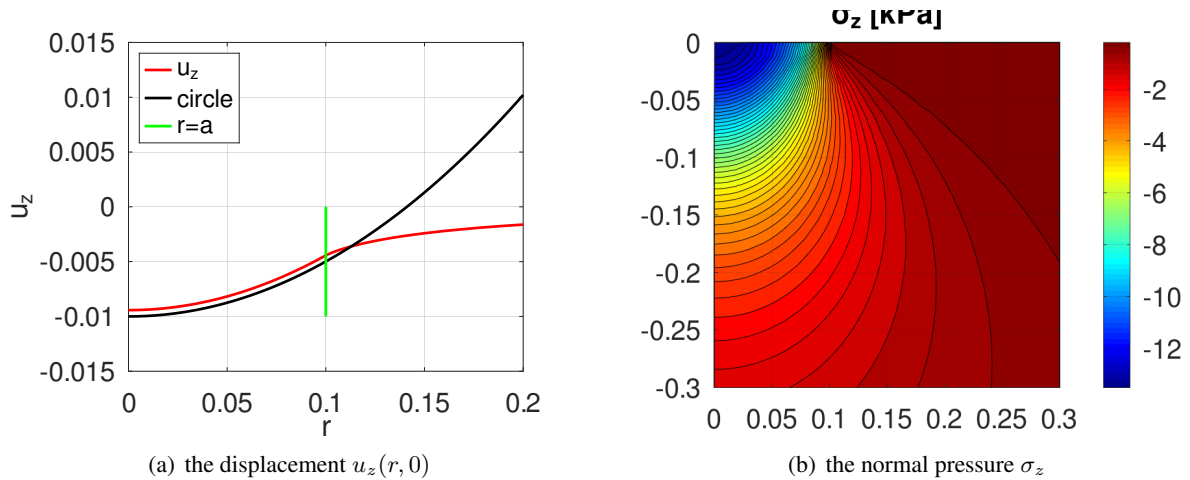 0.015
0.01
0.005
0
-0.005
-0.01
-0.015
u_z
u_z
circle
r=a
0 0.05 0.1 0.15 0.2
r
(a) the displacement u_z(r, 0)
σ_z [kPa]
0
-0.05
-0.1
-0.15
-0.2
-0.25
-0.3
0 0.05 0.1 0.15 0.2 0.25 0.3
-2
-4
-6
-8
-10
-12
(b) the normal pressure σ_z